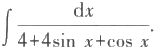 ∫ dx / (4+4sin x+cos x).